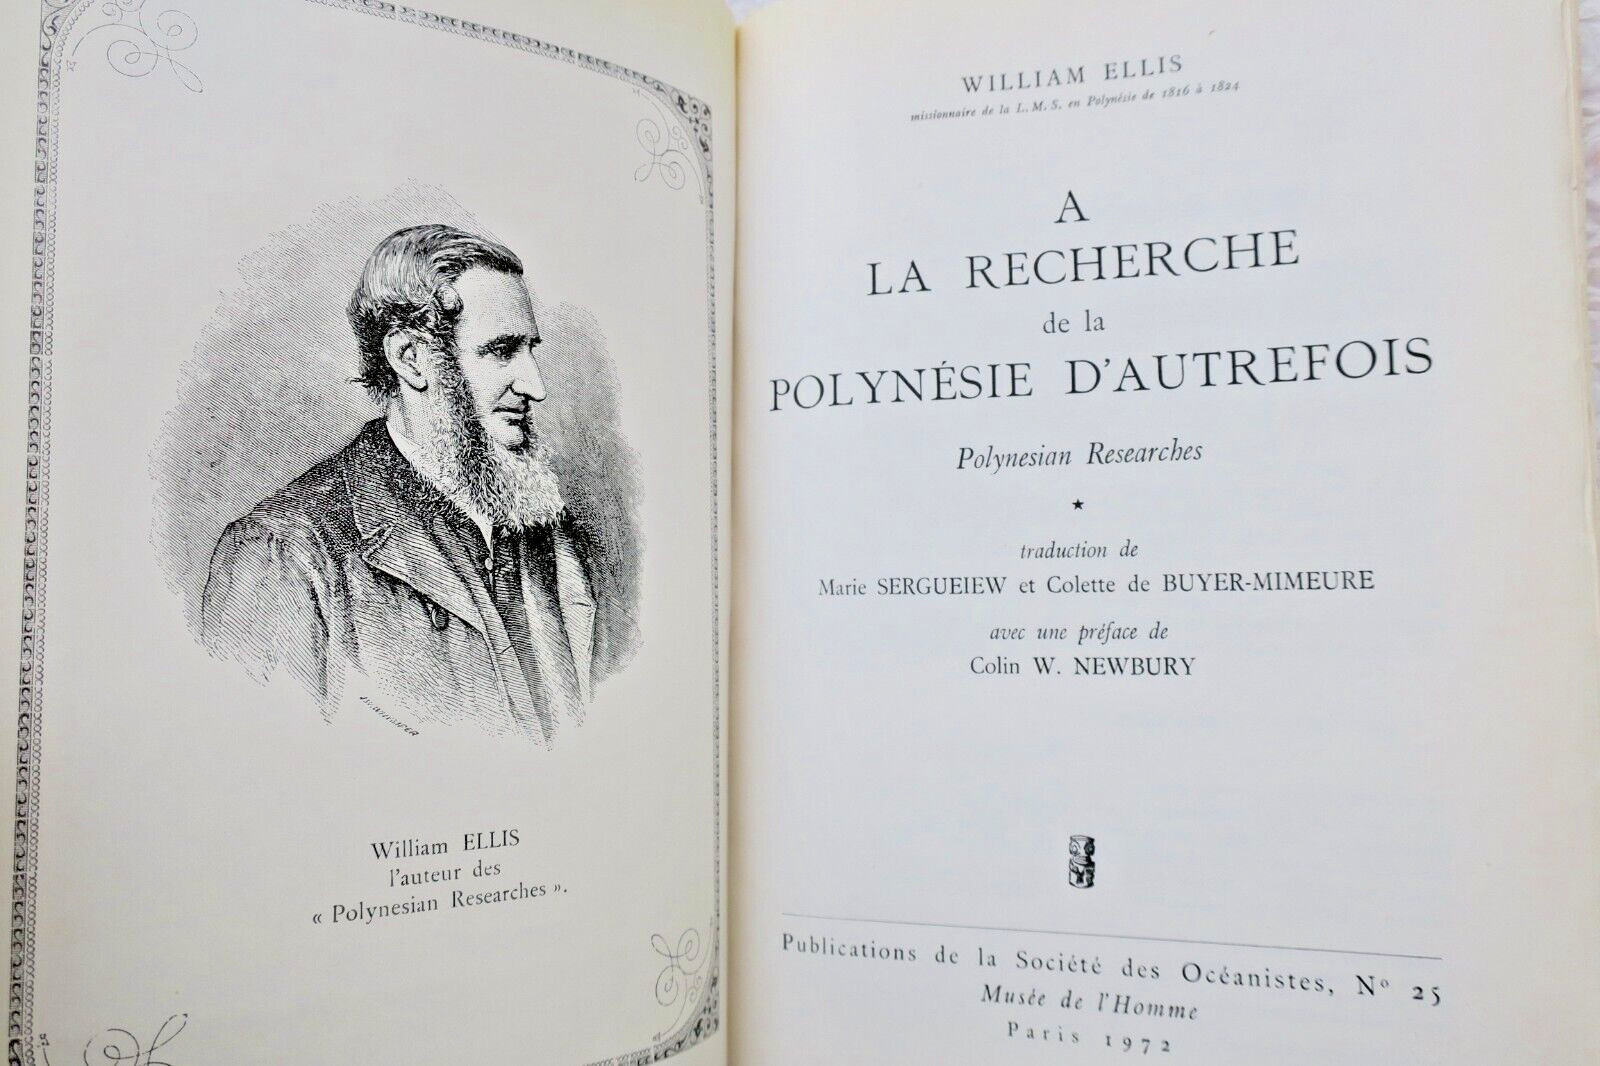 William ELLIS
l'auteur des
« Polynesian Researches ».
WILLIAM ELLIS
missionnaire de la L. M. S. en Polynésie de 1816 à 1824
A
LA RECHERCHE
de la
POLYNÉSIE D'AUTREFOIS
Polynesian Researches
traduction de
Marie SERGUEIEW et Colette de BUYER-MIMEURE
avec une préface de
Colin W. NEWBURY
Publications de la Société des Océanistes, Nº 25
Musée de l'Homme
Paris 1972